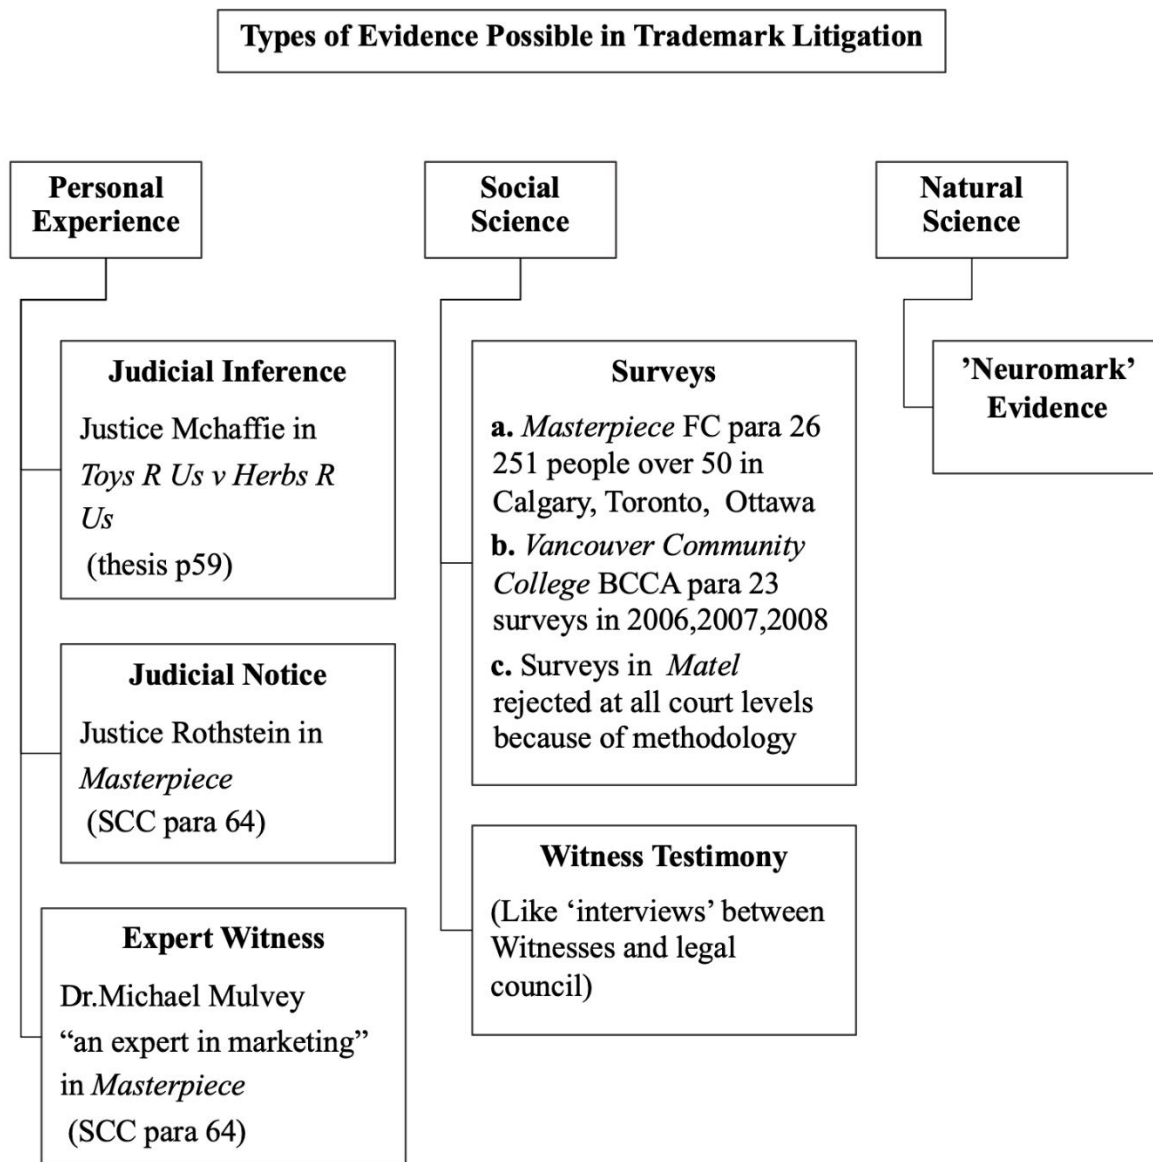 Types of Evidence Possible in Trademark Litigation
Personal
Experience
Judicial Inference
Justice Mchaffie in
Toys R Us v Herbs R
Us
(thesis p59)
Judicial Notice
Justice Rothstein in
Masterpiece
(SCC para 64)
Expert Witness
Dr.Michael Mulvey
“an expert in marketing”
in Masterpiece
(SCC para 64)
Social
Science
Surveys
a. Masterpiece FC para 26
251 people over 50 in
Calgary, Toronto, Ottawa
b. Vancouver Community
College BCCA para 23
surveys in 2006,2007,2008
c. Surveys in Matel
rejected at all court levels
because of methodology
Witness Testimony
(Like ‘interviews’ between
Witnesses and legal
council)
Natural
Science
’Neuromark’
Evidence